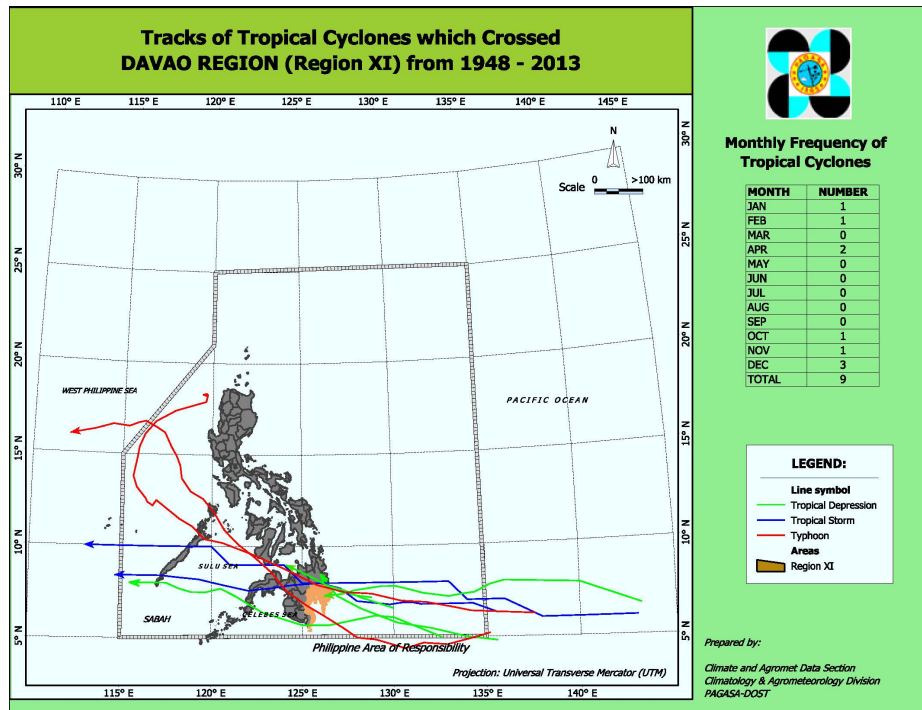 Tracks of Tropical Cyclones which Crossed
DAVAO REGION (Region XI) from 1948 - 2013
110° E 115° E 120° E 125° E 130° E 135° E 140° E 145° E
30° N
25° N
20° N
15° N
10° N
5° N
N
Scale 0 >100 km
WEST PHILIPPINE SEA
PACIFIC OCEAN
SULU SEA
SABAH
CELEBES SEA
Philippine Area of Responsibility
Projection: Universal Transverse Mercator (UTM)
30° N
25° N
20° N
15° N
10° N
5° N
115° E 120° E 125° E 130° E 135° E 140° E
Monthly Frequency of
Tropical Cyclones
MONTH NUMBER
JAN 1
FEB 1
MAR 0
APR 2
MAY 0
JUN 0
JUL 0
AUG 0
SEP 0
OCT 1
NOV 1
DEC 3
TOTAL 9
LEGEND:
Line symbol
Tropical Depression
Tropical Storm
Typhoon
Areas
Region XI
Prepared by:
Climate and Agromet Data Section
Climatology & Agrometeorology Division
PAGASA-DOST